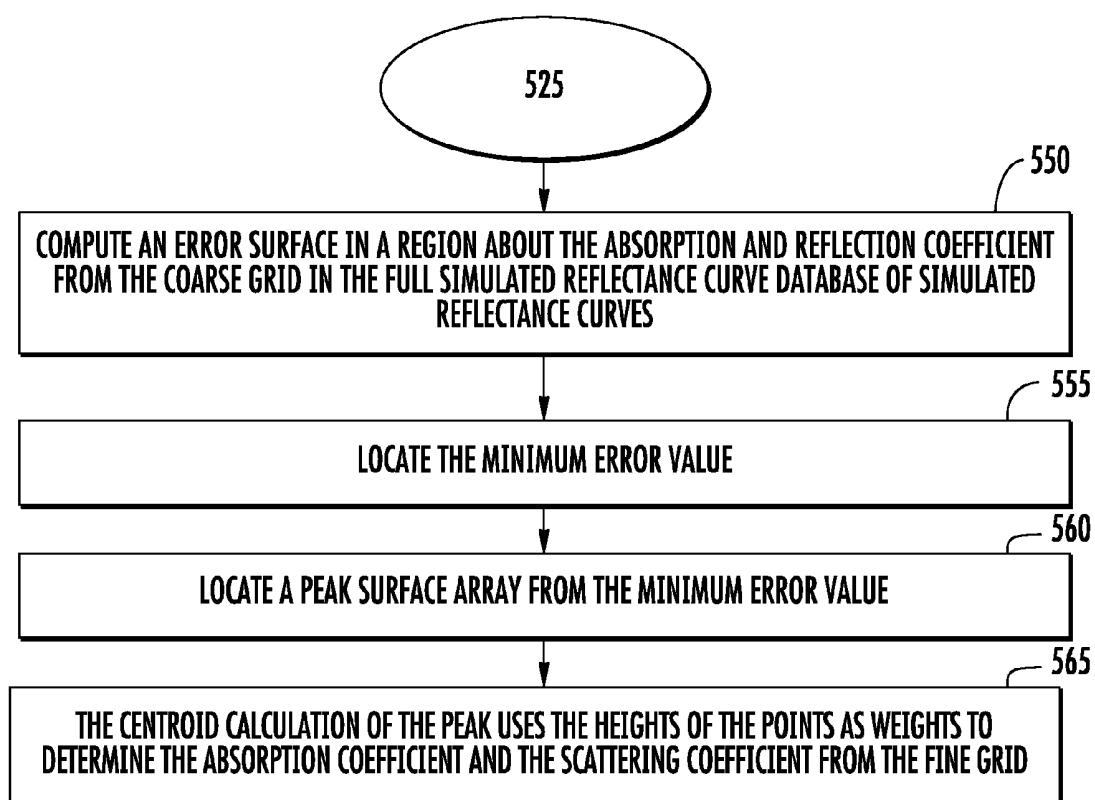 525
550
COMPUTE AN ERROR SURFACE IN A REGION ABOUT THE ABSORPTION AND REFLECTION COEFFICIENT
FROM THE COARSE GRID IN THE FULL SIMULATED REFLECTANCE CURVE DATABASE OF SIMULATED
REFLECTANCE CURVES
555
LOCATE THE MINIMUM ERROR VALUE
560
LOCATE A PEAK SURFACE ARRAY FROM THE MINIMUM ERROR VALUE
565
THE CENTROID CALCULATION OF THE PEAK USES THE HEIGHTS OF THE POINTS AS WEIGHTS TO
DETERMINE THE ABSORPTION COEFFICIENT AND THE SCATTERING COEFFICIENT FROM THE FINE GRID